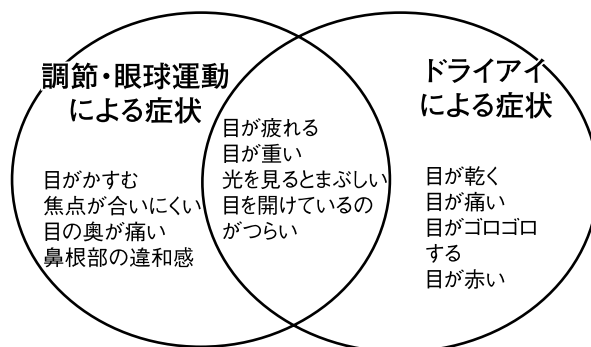 調節・眼球運動
による症状
目がかすむ
焦点が合いにくい
目の奥が痛い
鼻根部の違和感
目が疲れる
目が重い
光を見るとまぶしい
目を開けているの
がつらい
ドライアイ
による症状
目が乾く
目が痛い
目がゴロゴロ
する
目が赤い